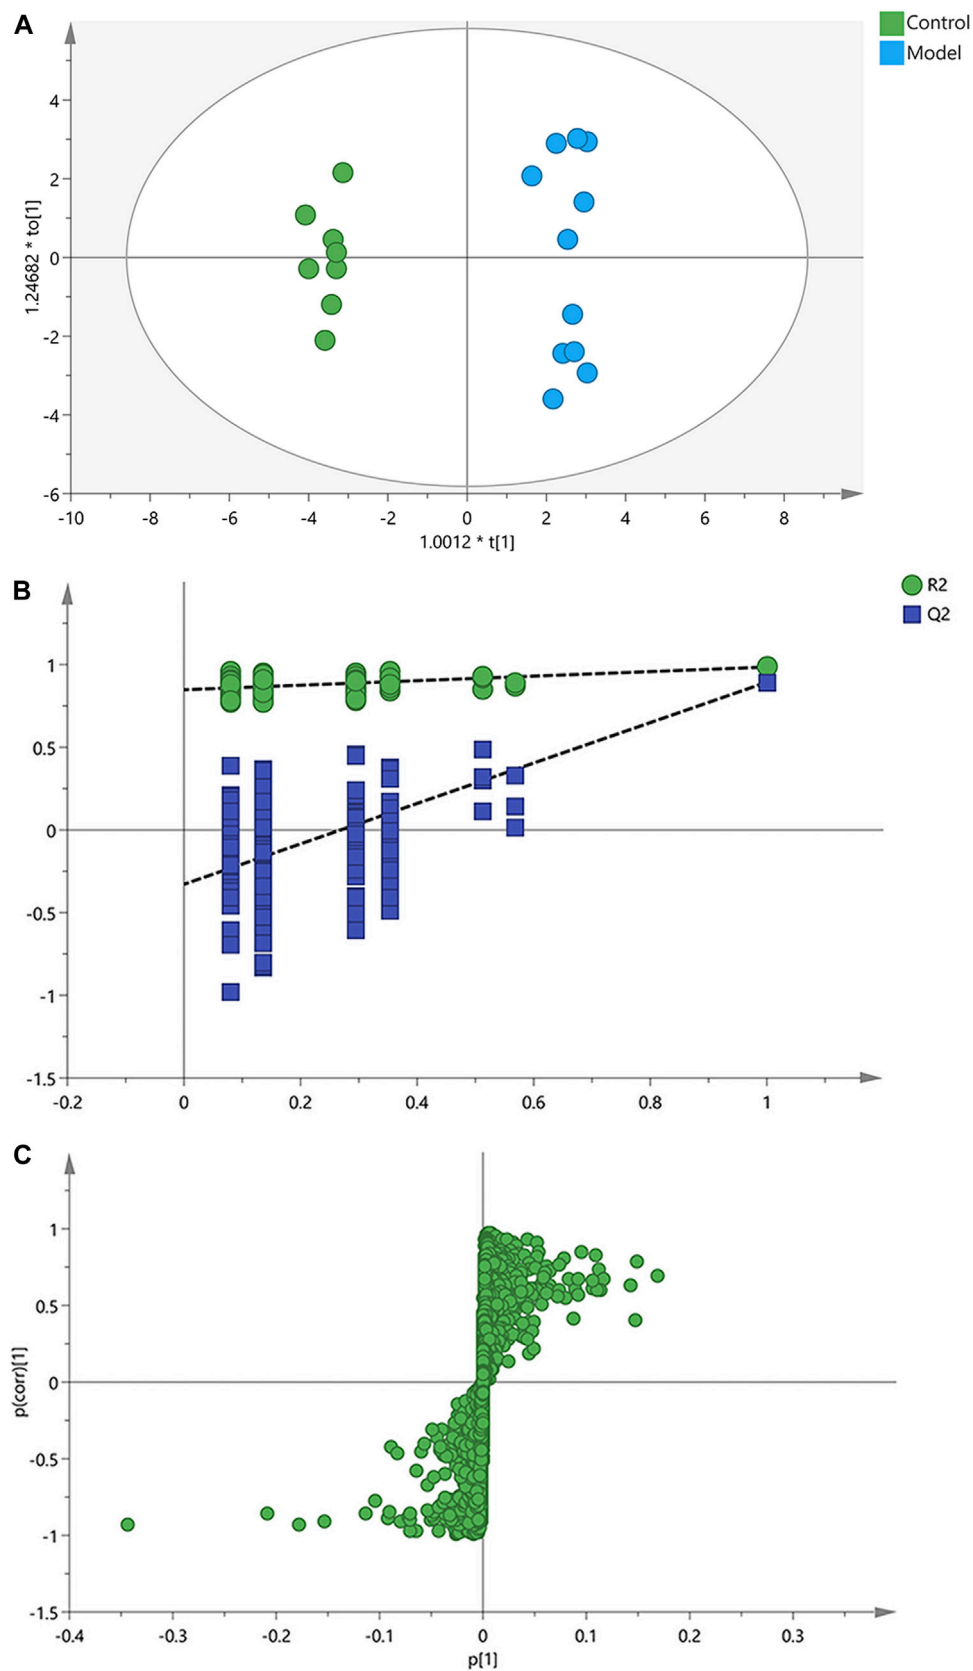 A
Control
Model
4
2
0
-2
-4
-6
1.24682 * to[1]
-10 -8 -6 -4 -2 0 2 4 6 8
1.0012 * t[1]
B
R2
Q2
1
0.5
0
-0.5
-1
-1.5
-0.2 0 0.2 0.4 0.6 0.8 1
C
1
0.5
0
-0.5
-1
-1.5
p(corr)[1]
-0.4 -0.3 -0.2 -0.1 0 0.1 0.2 0.3
p[1]